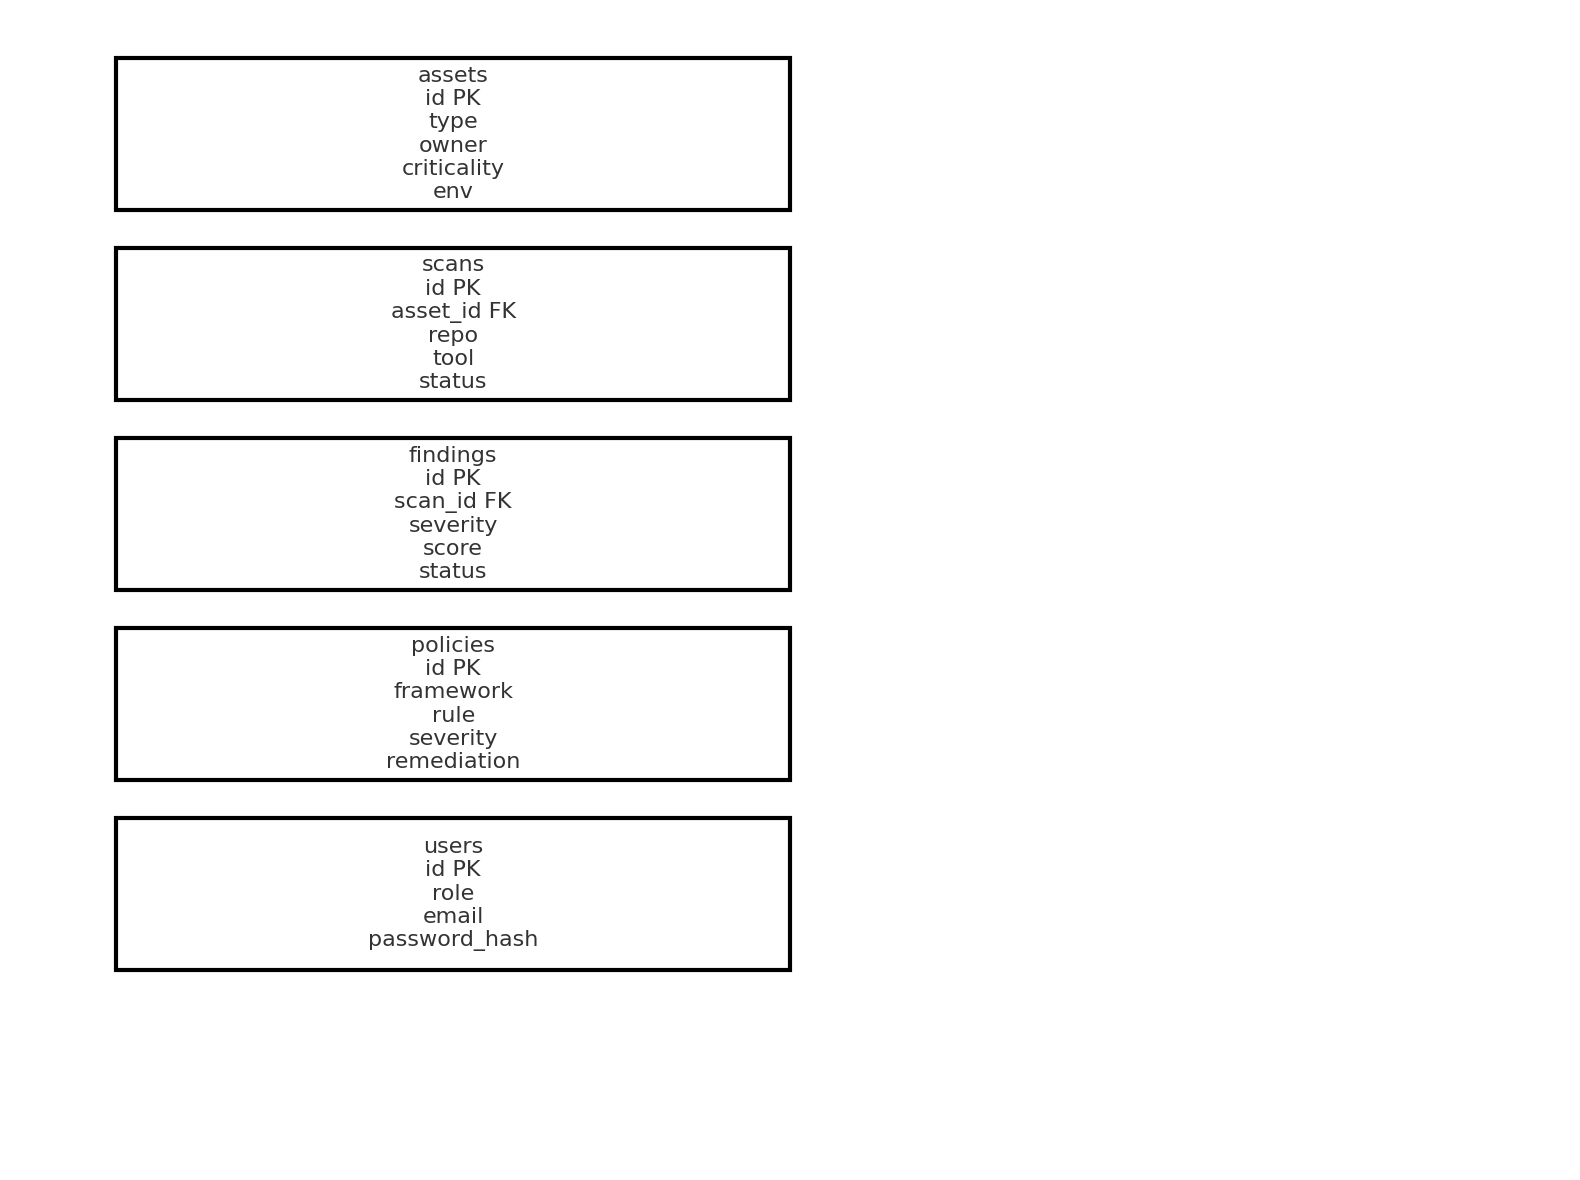 assets
id PK
type
owner
criticality
env
scans
id PK
asset_id FK
repo
tool
status
findings
id PK
scan_id FK
severity
score
status
policies
id PK
framework
rule
severity
remediation
users
id PK
role
email
password_hash